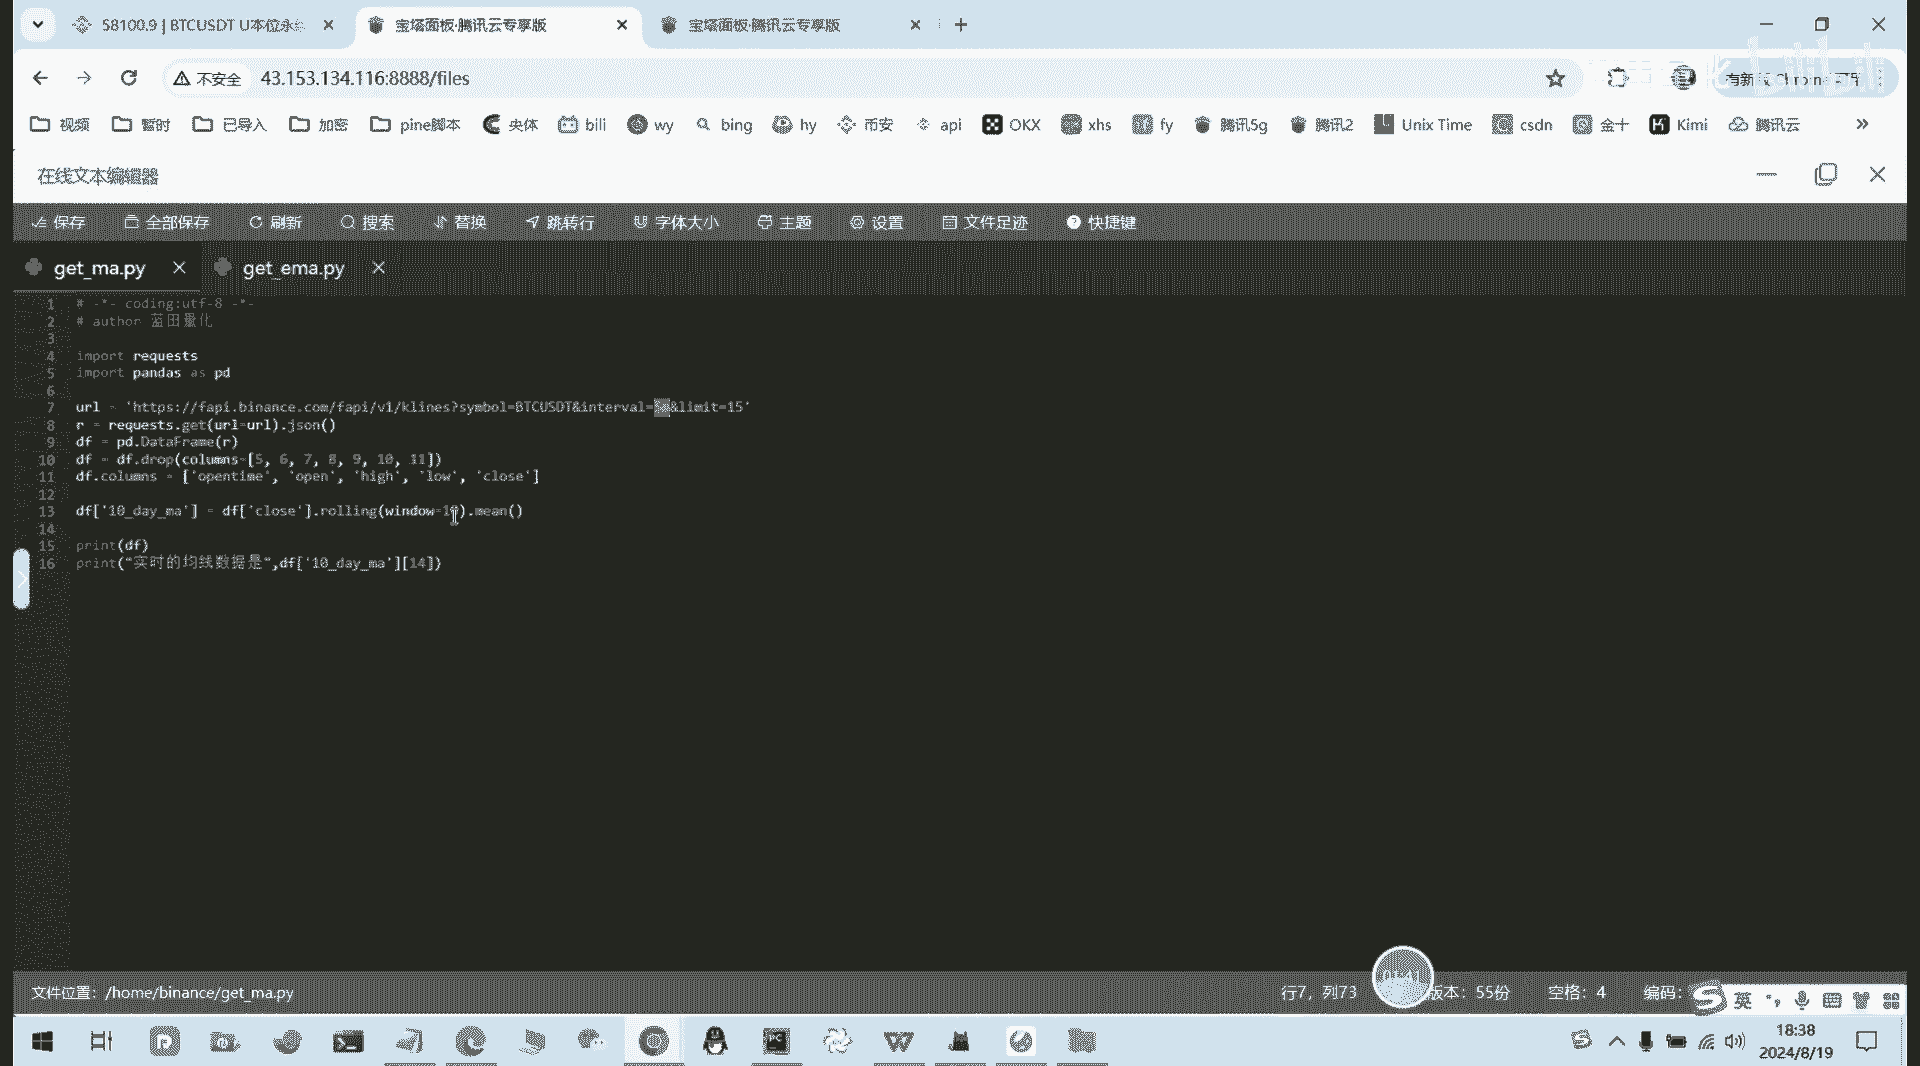 58100.9 | BTCUSDT U本位永
宝塔面板-腾讯云专享版
宝塔面板-腾讯云专享版
不安全
43.153.134.116:8888/files
视频 暂时 已导入 加密 pine脚本 央体 bili wy bing hy 币安 api OKX xhs fy 腾讯5g 腾讯2 Unix Time csdn 金十 Kimi 腾讯云
在线文本编辑器
保存 全部保存 刷新 搜索 替换 跳转行 字体大小 主题 设置 文件足迹 快捷键
get_ma.py get_ema.py
1 # -*- coding:utf-8 -*-
2 # author 蓝田量化
3
4 import requests
5 import pandas as pd
6
7 url = 'https://fapi.binance.com/fapi/v1/klines?symbol=BTCUSDT&interval=5m&limit=15'
8 r = requests.get(url=url).json()
9 df = pd.DataFrame(r)
10 df = df.drop(columns=[5, 6, 7, 8, 9, 10, 11])
11 df.columns = ['opentime', 'open', 'high', 'low', 'close']
12
13 df['10_day_ma'] = df['close'].rolling(window=10).mean()
14
15 print(df)
16 print("实时的均线数据是",df['10_day_ma'][14])
文件位置：/home/binance/get_ma.py
行7，列73
版本：55份
空格：4
编码：
01:41
英
18:38
2024/8/19